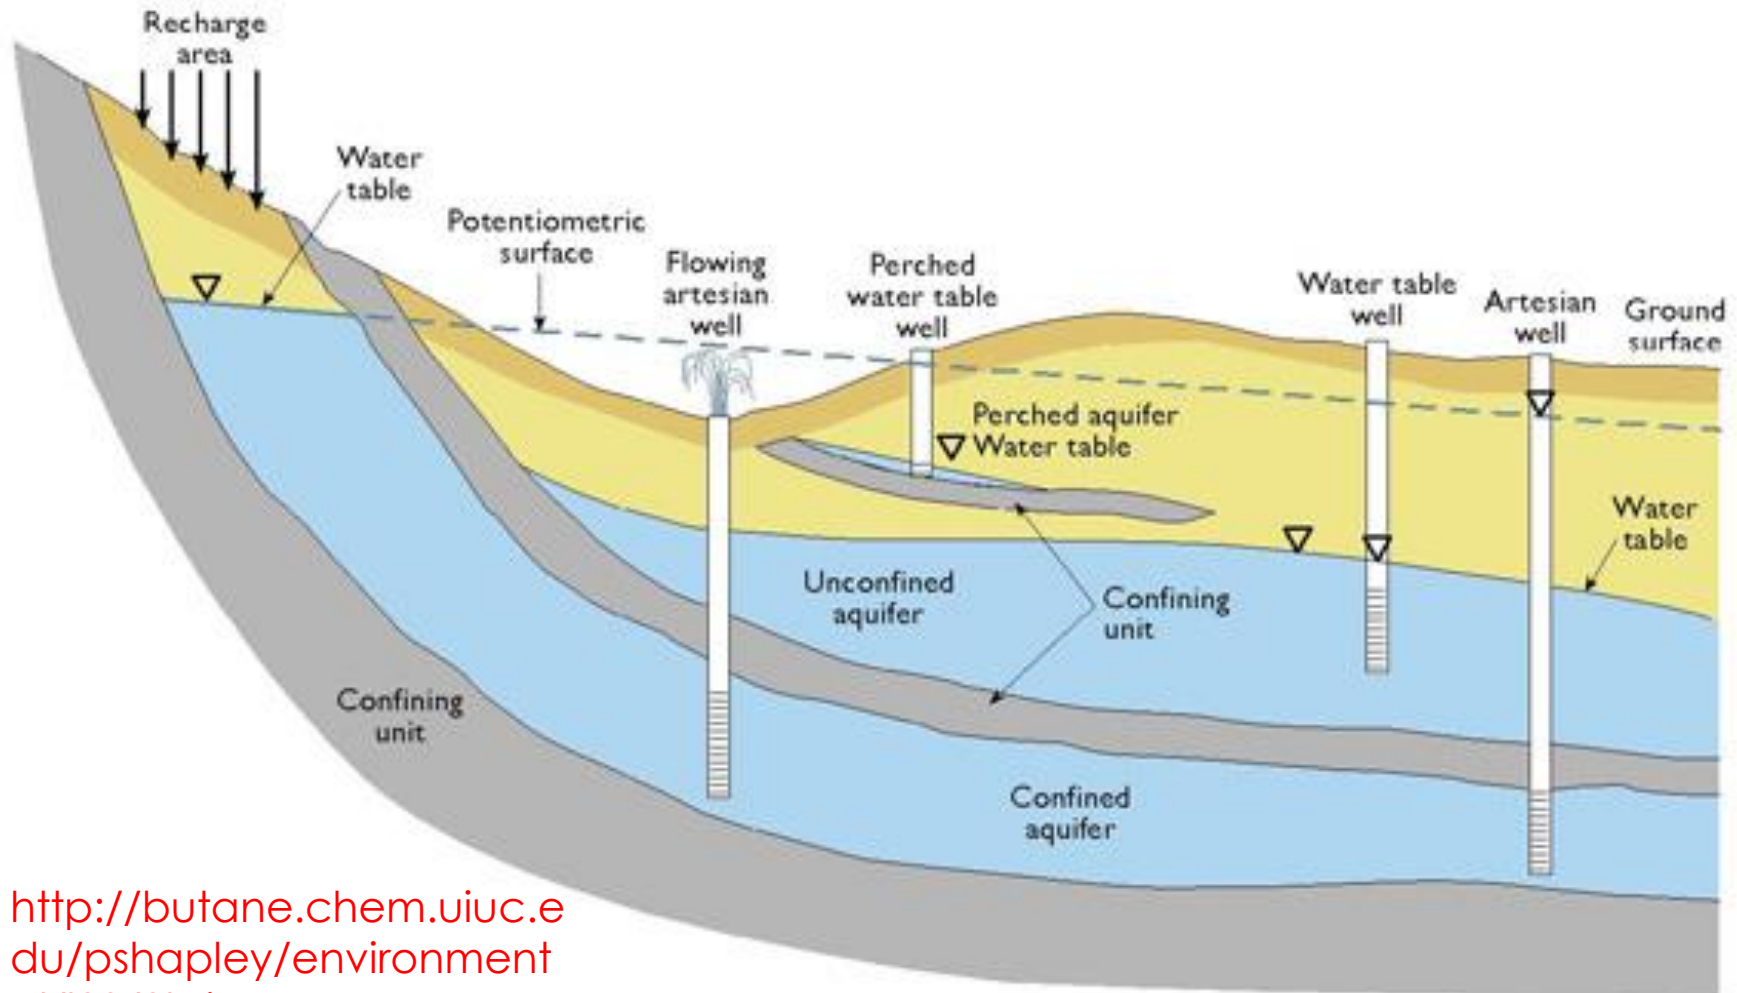 Recharge
area
Water
table
Potentiometric
surface
Flowing
artesian
well
Perched
water table
well
Water table
well
Artesian
well
Ground
surface
Perched aquifer
Water table
Water
table
Unconfined
aquifer
Confining
unit
Confining
unit
Confined
aquifer
http://butane.chem.uiuc.e
du/pshapley/environment